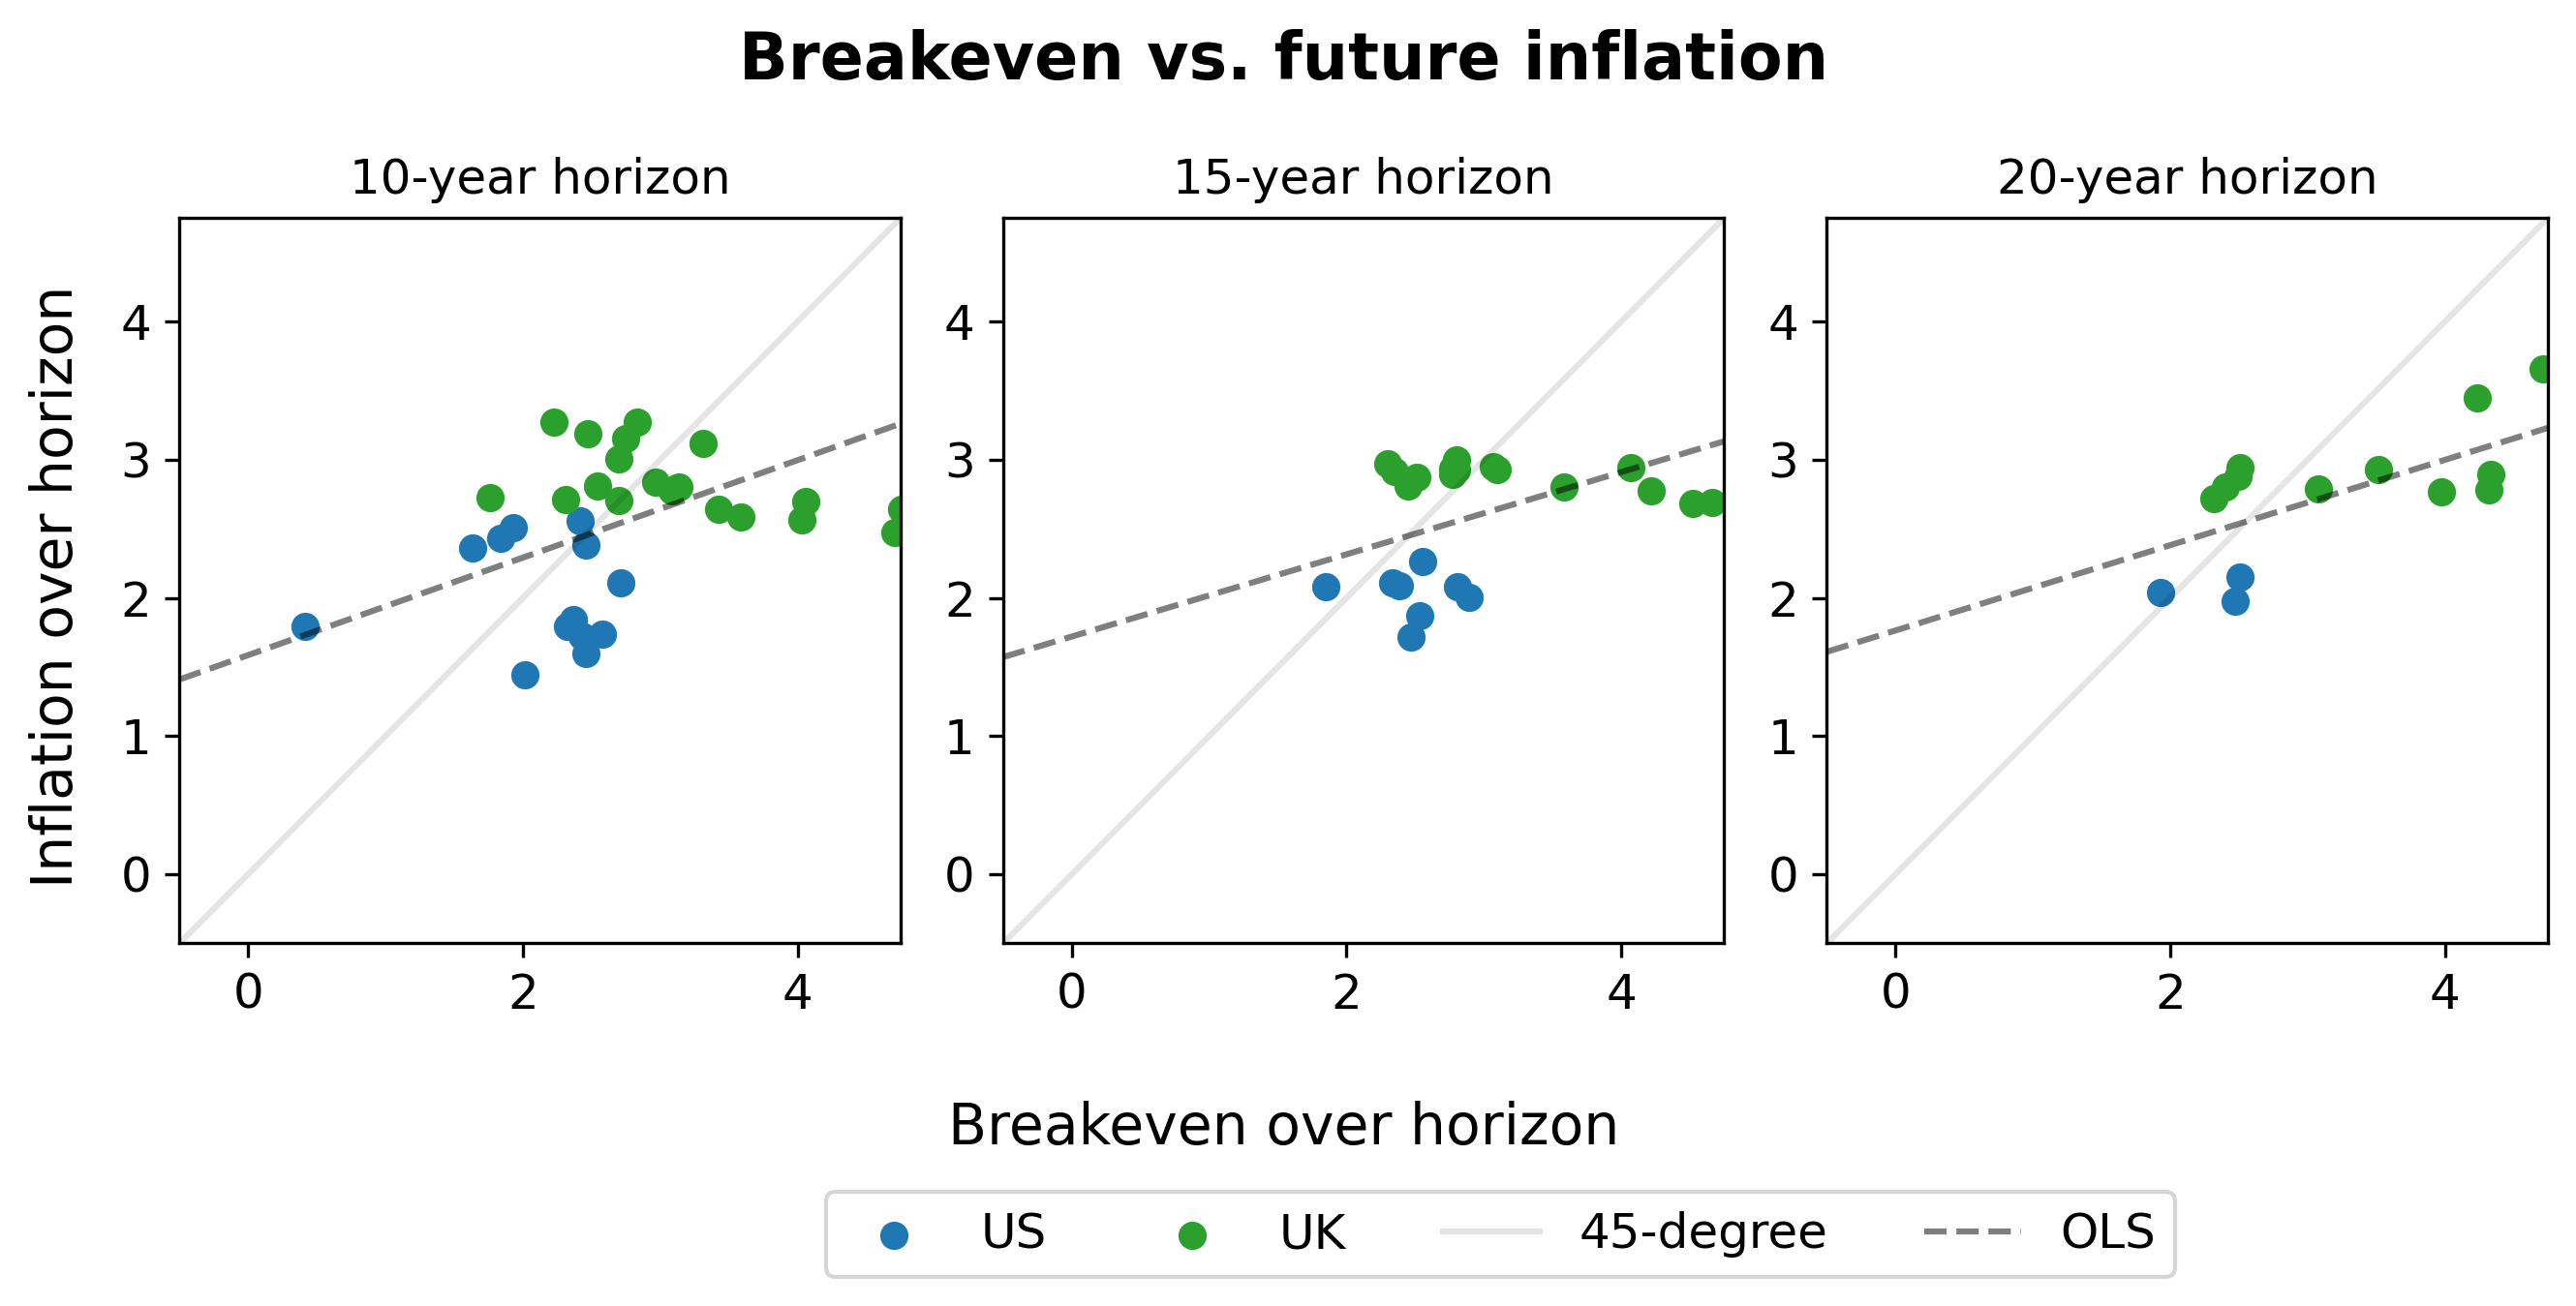 Breakeven vs. future inflation
10-year horizon
15-year horizon
20-year horizon
Inflation over horizon
4
3
2
1
0
0 2 4
4
3
2
1
0
0 2 4
4
3
2
1
0
0 2 4
Breakeven over horizon
US UK 45-degree OLS